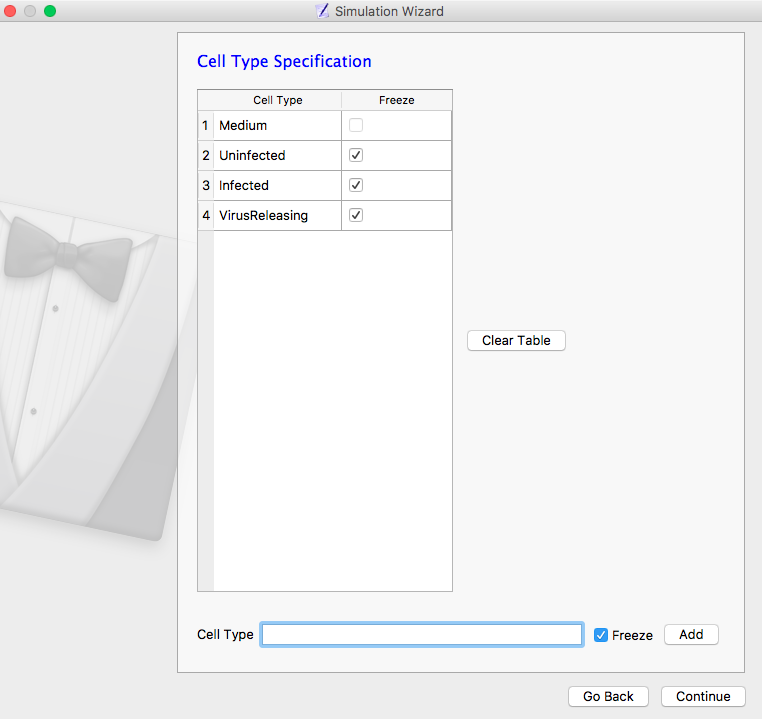 Simulation Wizard
Cell Type Specification
Cell Type Freeze
1 Medium
2 Uninfected
3 Infected
4 VirusReleasing
Clear Table
Cell Type Freeze Add
Go Back Continue